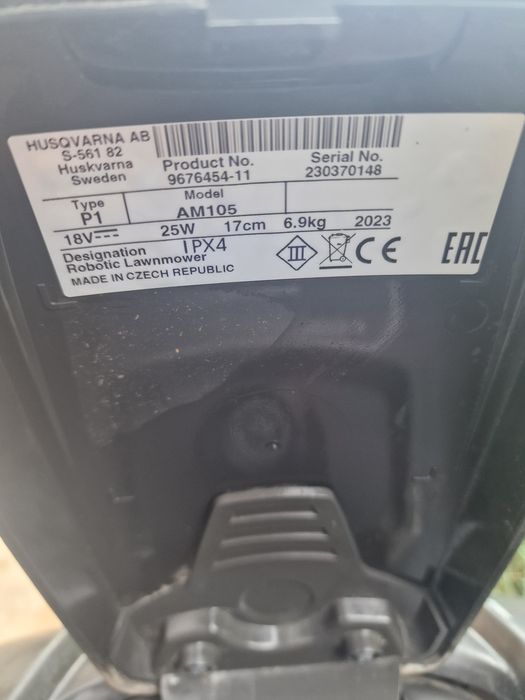 HUSQVARNA AB
S-561 82
Huskvarna
Sweden
Product No.
9676454-11
Serial No.
230370148
Type
P1
Model
AM105
18V⎓ 25W 17cm 6.9kg 2023
Designation IPX4
Robotic Lawnmower
MADE IN CZECH REPUBLIC
III CE EAC